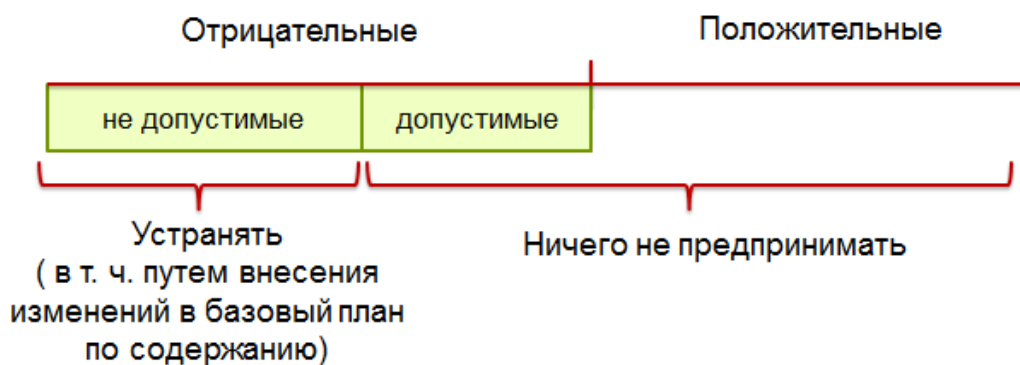 Отрицательные
Положительные
не допустимые
допустимые
Устранять
( в т. ч. путем внесения
изменений в базовый план
по содержанию)
Ничего не предпринимать